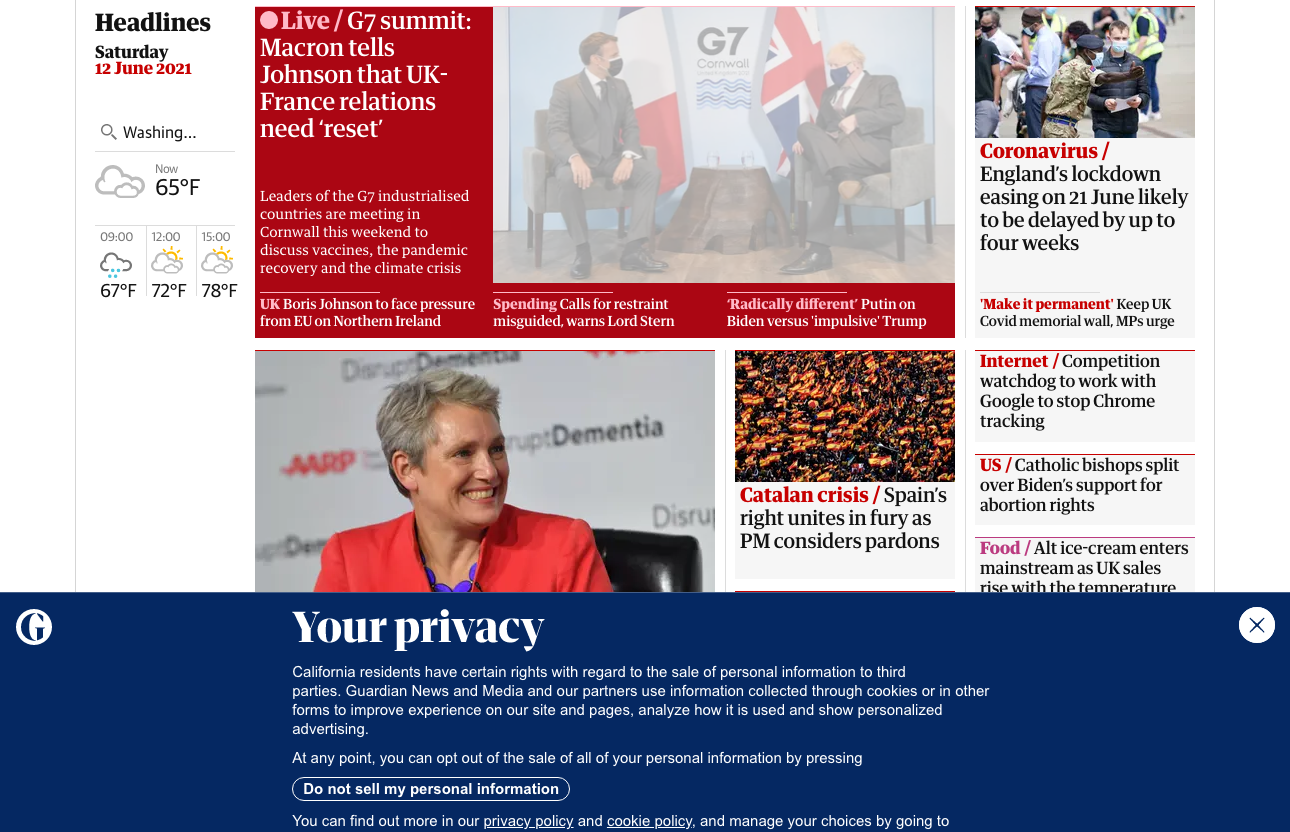 Headlines
Saturday
12 June 2021
Washing...
Now
65°F
09:00
12:00
15:00
67°F
72°F
78°F
Live / G7 summit:
Macron tells
Johnson that UK-
France relations
need ‘reset’
Leaders of the G7 industrialised
countries are meeting in
Cornwall this weekend to
discuss vaccines, the pandemic
recovery and the climate crisis
G7
Cornwall
UK Boris Johnson to face pressure
from EU on Northern Ireland
Spending Calls for restraint
misguided, warns Lord Stern
‘Radically different’ Putin on
Biden versus 'impulsive' Trump
Coronavirus /
England’s lockdown
easing on 21 June likely
to be delayed by up to
four weeks
'Make it permanent' Keep UK
Covid memorial wall, MPs urge
DisruptDementia
AARP
ruptDementia
Disrup
Catalan crisis / Spain’s
right unites in fury as
PM considers pardons
Internet / Competition
watchdog to work with
Google to stop Chrome
tracking
US / Catholic bishops split
over Biden’s support for
abortion rights
Food / Alt ice-cream enters
mainstream as UK sales
rise with the temperature
Your privacy
California residents have certain rights with regard to the sale of personal information to third
parties. Guardian News and Media and our partners use information collected through cookies or in other
forms to improve experience on our site and pages, analyze how it is used and show personalized
advertising.
At any point, you can opt out of the sale of all of your personal information by pressing
Do not sell my personal information
You can find out more in our privacy policy and cookie policy, and manage your choices by going to